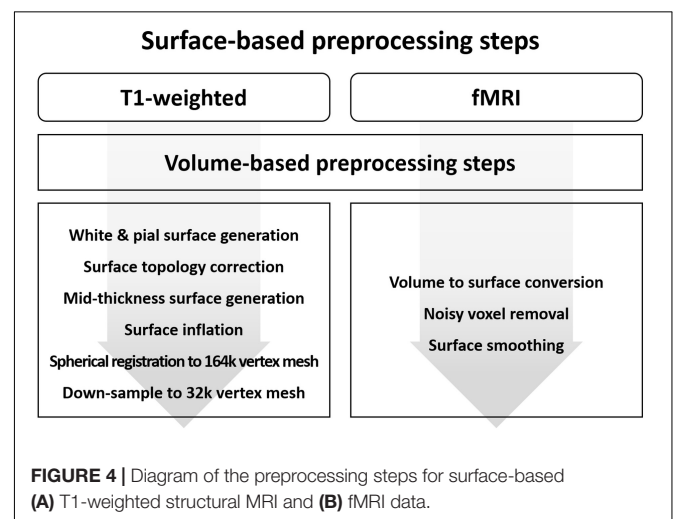 Surface-based preprocessing steps
T1-weighted
fMRI
Volume-based preprocessing steps
White & pial surface generation
Surface topology correction
Mid-thickness surface generation
Surface inflation
Spherical registration to 164k vertex mesh
Down-sample to 32k vertex mesh
Volume to surface conversion
Noisy voxel removal
Surface smoothing
FIGURE 4 | Diagram of the preprocessing steps for surface-based
(A) T1-weighted structural MRI and (B) fMRI data.